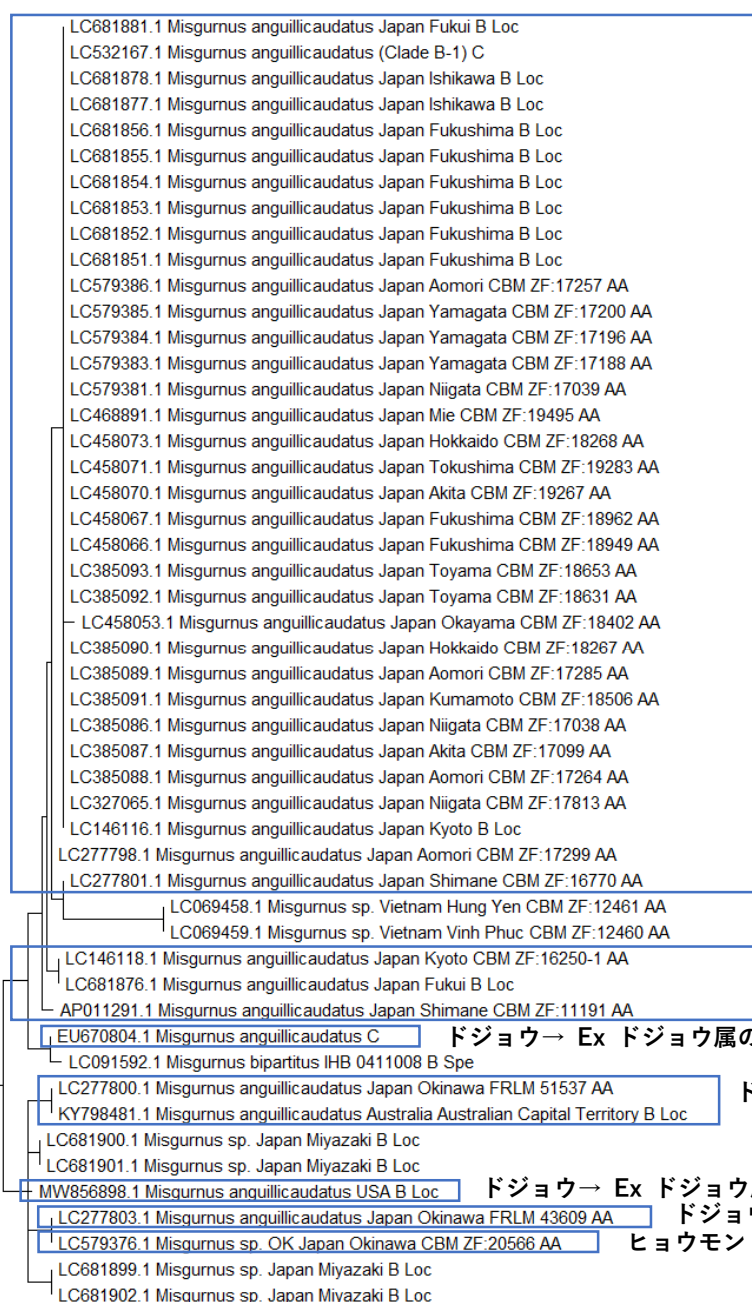 LC681881.1 Misgurnus anguillicaudatus Japan Fukui B Loc
LC532167.1 Misgurnus anguillicaudatus (Clade B-1) C
LC681878.1 Misgurnus anguillicaudatus Japan Ishikawa B Loc
LC681877.1 Misgurnus anguillicaudatus Japan Ishikawa B Loc
LC681856.1 Misgurnus anguillicaudatus Japan Fukushima B Loc
LC681855.1 Misgurnus anguillicaudatus Japan Fukushima B Loc
LC681854.1 Misgurnus anguillicaudatus Japan Fukushima B Loc
LC681853.1 Misgurnus anguillicaudatus Japan Fukushima B Loc
LC681852.1 Misgurnus anguillicaudatus Japan Fukushima B Loc
LC681851.1 Misgurnus anguillicaudatus Japan Fukushima B Loc
LC579386.1 Misgurnus anguillicaudatus Japan Aomori CBM ZF:17257 AA
LC579385.1 Misgurnus anguillicaudatus Japan Yamagata CBM ZF:17200 AA
LC579384.1 Misgurnus anguillicaudatus Japan Yamagata CBM ZF:17196 AA
LC579383.1 Misgurnus anguillicaudatus Japan Yamagata CBM ZF:17188 AA
LC579381.1 Misgurnus anguillicaudatus Japan Niigata CBM ZF:17039 AA
LC468891.1 Misgurnus anguillicaudatus Japan Mie CBM ZF:19495 AA
LC458073.1 Misgurnus anguillicaudatus Japan Hokkaido CBM ZF:18268 AA
LC458071.1 Misgurnus anguillicaudatus Japan Tokushima CBM ZF:19283 AA
LC458070.1 Misgurnus anguillicaudatus Japan Akita CBM ZF:19267 AA
LC458067.1 Misgurnus anguillicaudatus Japan Fukushima CBM ZF:18962 AA
LC458066.1 Misgurnus anguillicaudatus Japan Fukushima CBM ZF:18949 AA
LC385093.1 Misgurnus anguillicaudatus Japan Toyama CBM ZF:18653 AA
LC385092.1 Misgurnus anguillicaudatus Japan Toyama CBM ZF:18631 AA
LC458053.1 Misgurnus anguillicaudatus Japan Okayama CBM ZF:18402 AA
LC385090.1 Misgurnus anguillicaudatus Japan Hokkaido CBM ZF:18267 AA
LC385089.1 Misgurnus anguillicaudatus Japan Aomori CBM ZF:17285 AA
LC385091.1 Misgurnus anguillicaudatus Japan Kumamoto CBM ZF:18506 AA
LC385086.1 Misgurnus anguillicaudatus Japan Niigata CBM ZF:17038 AA
LC385087.1 Misgurnus anguillicaudatus Japan Akita CBM ZF:17099 AA
LC385088.1 Misgurnus anguillicaudatus Japan Aomori CBM ZF:17264 AA
LC327065.1 Misgurnus anguillicaudatus Japan Niigata CBM ZF:17813 AA
LC146116.1 Misgurnus anguillicaudatus Japan Kyoto B Loc
LC277798.1 Misgurnus anguillicaudatus Japan Aomori CBM ZF:17299 AA
LC277801.1 Misgurnus anguillicaudatus Japan Shimane CBM ZF:16770 AA
LC069458.1 Misgurnus sp. Vietnam Hung Yen CBM ZF:12461 AA
LC069459.1 Misgurnus sp. Vietnam Vinh Phuc CBM ZF:12460 AA
LC146118.1 Misgurnus anguillicaudatus Japan Kyoto CBM ZF:16250-1 AA
LC681876.1 Misgurnus anguillicaudatus Japan Fukui B Loc
AP011291.1 Misgurnus anguillicaudatus Japan Shimane CBM ZF:11191 AA
EU670804.1 Misgurnus anguillicaudatus C ドジョウ→ Ex ドジョウ属の
LC091592.1 Misgurnus bipartitus IHB 0411008 B Spe
LC277800.1 Misgurnus anguillicaudatus Japan Okinawa FRLM 51537 AA ド
KY798481.1 Misgurnus anguillicaudatus Australia Australian Capital Territory B Loc
LC681900.1 Misgurnus sp. Japan Miyazaki B Loc
LC681901.1 Misgurnus sp. Japan Miyazaki B Loc
MW856898.1 Misgurnus anguillicaudatus USA B Loc ドジョウ→ Ex ドジョウ
LC277803.1 Misgurnus anguillicaudatus Japan Okinawa FRLM 43609 AA ドジョウ
LC579376.1 Misgurnus sp. OK Japan Okinawa CBM ZF:20566 AA ヒョウモン
LC681899.1 Misgurnus sp. Japan Miyazaki B Loc
LC681902.1 Misgurnus sp. Japan Miyazaki B Loc